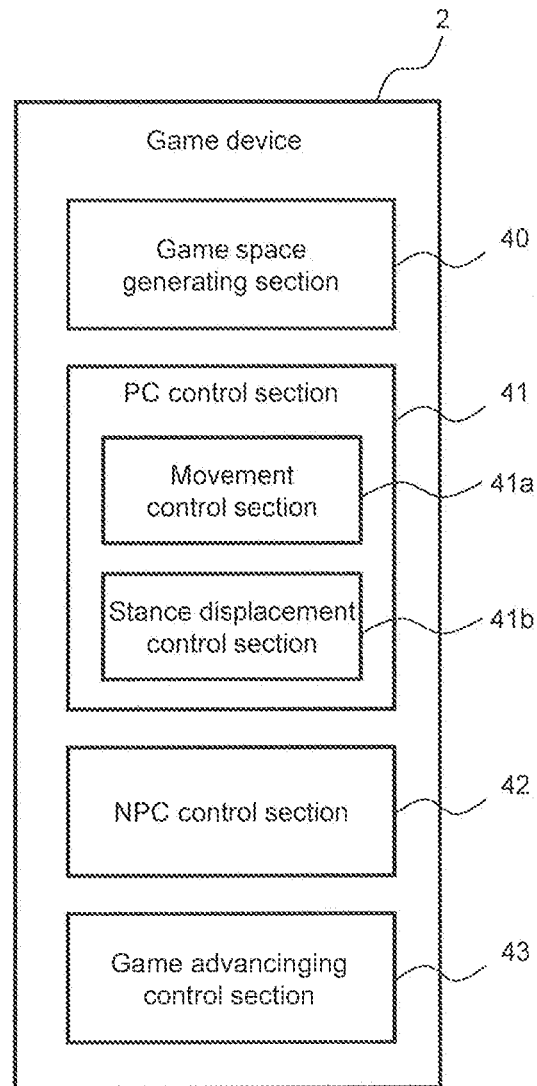 2
Game device
Game space
generating section
40
PC control section
41
Movement
control section
41a
Stance displacement
control section
41b
NPC control section
42
Game advancinging
control section
43